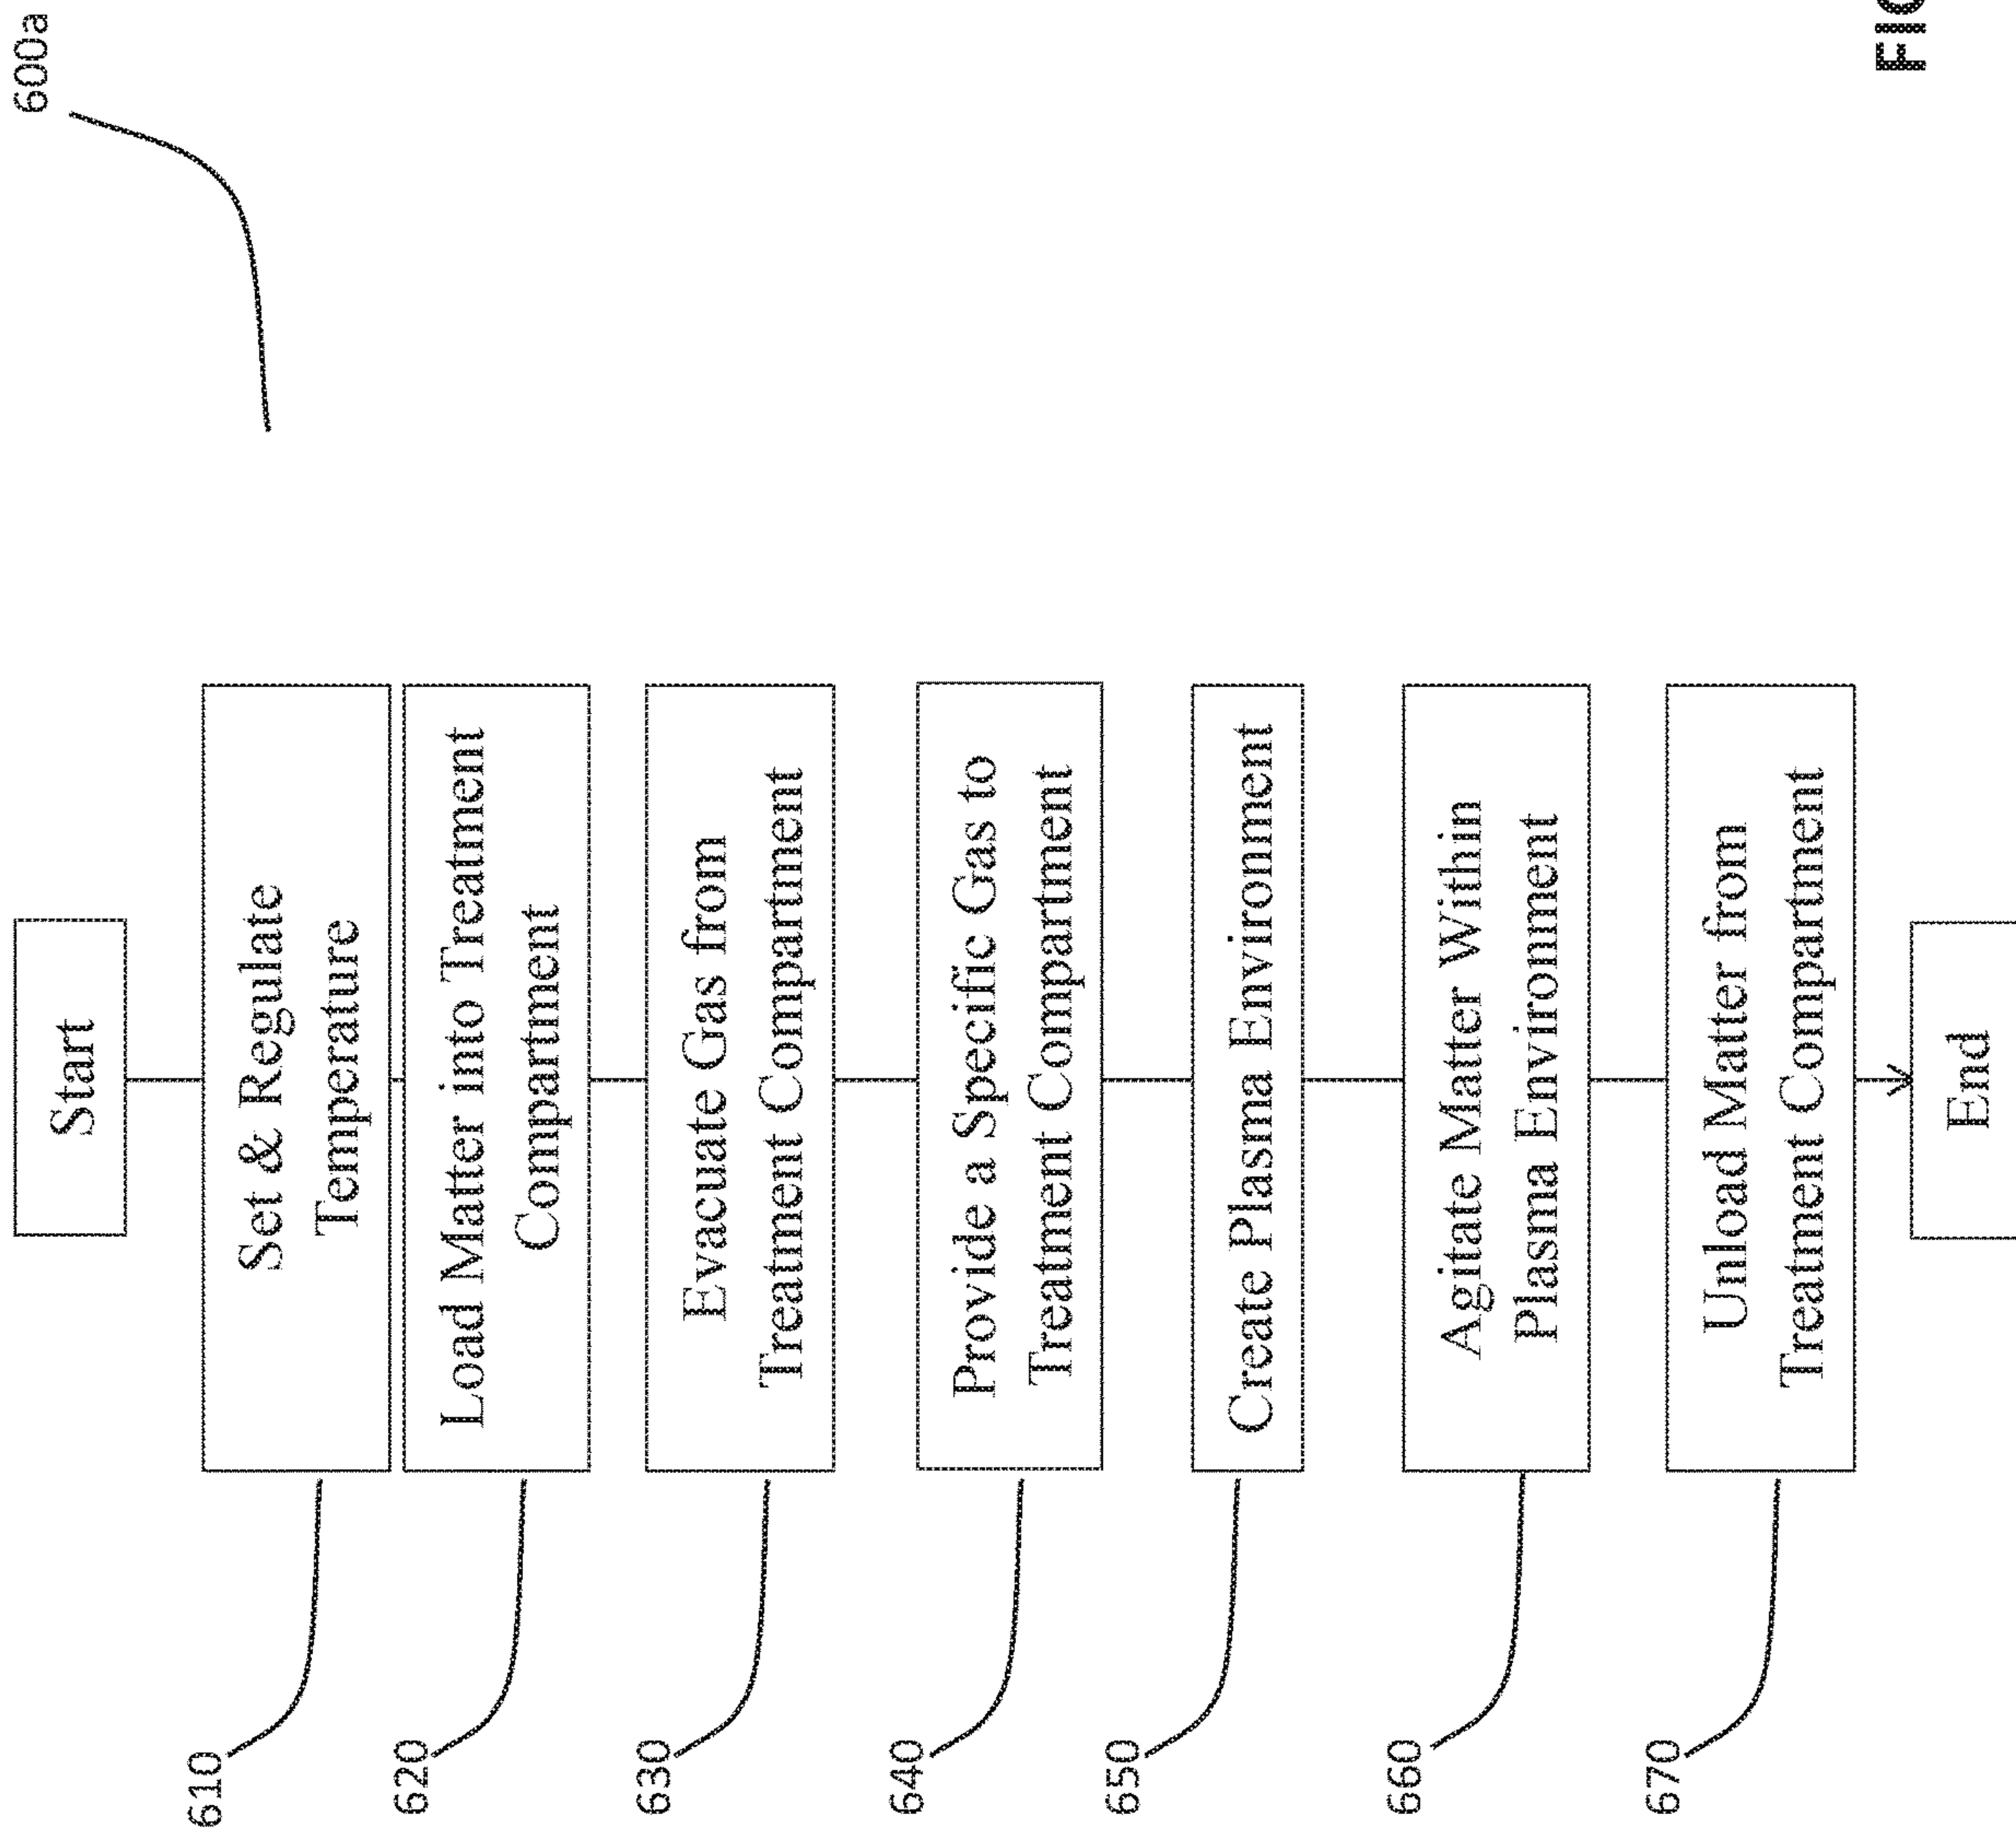 600a
Start
610
Set & Regulate
Temperature
620
Load Matter into Treatment
Compartment
630
Evacuate Gas from
Treatment Compartment
640
Provide a Specific Gas to
Treatment Compartment
650
Create Plasma Environment
660
Agitate Matter Within
Plasma Environment
670
Unload Matter from
Treatment Compartment
End